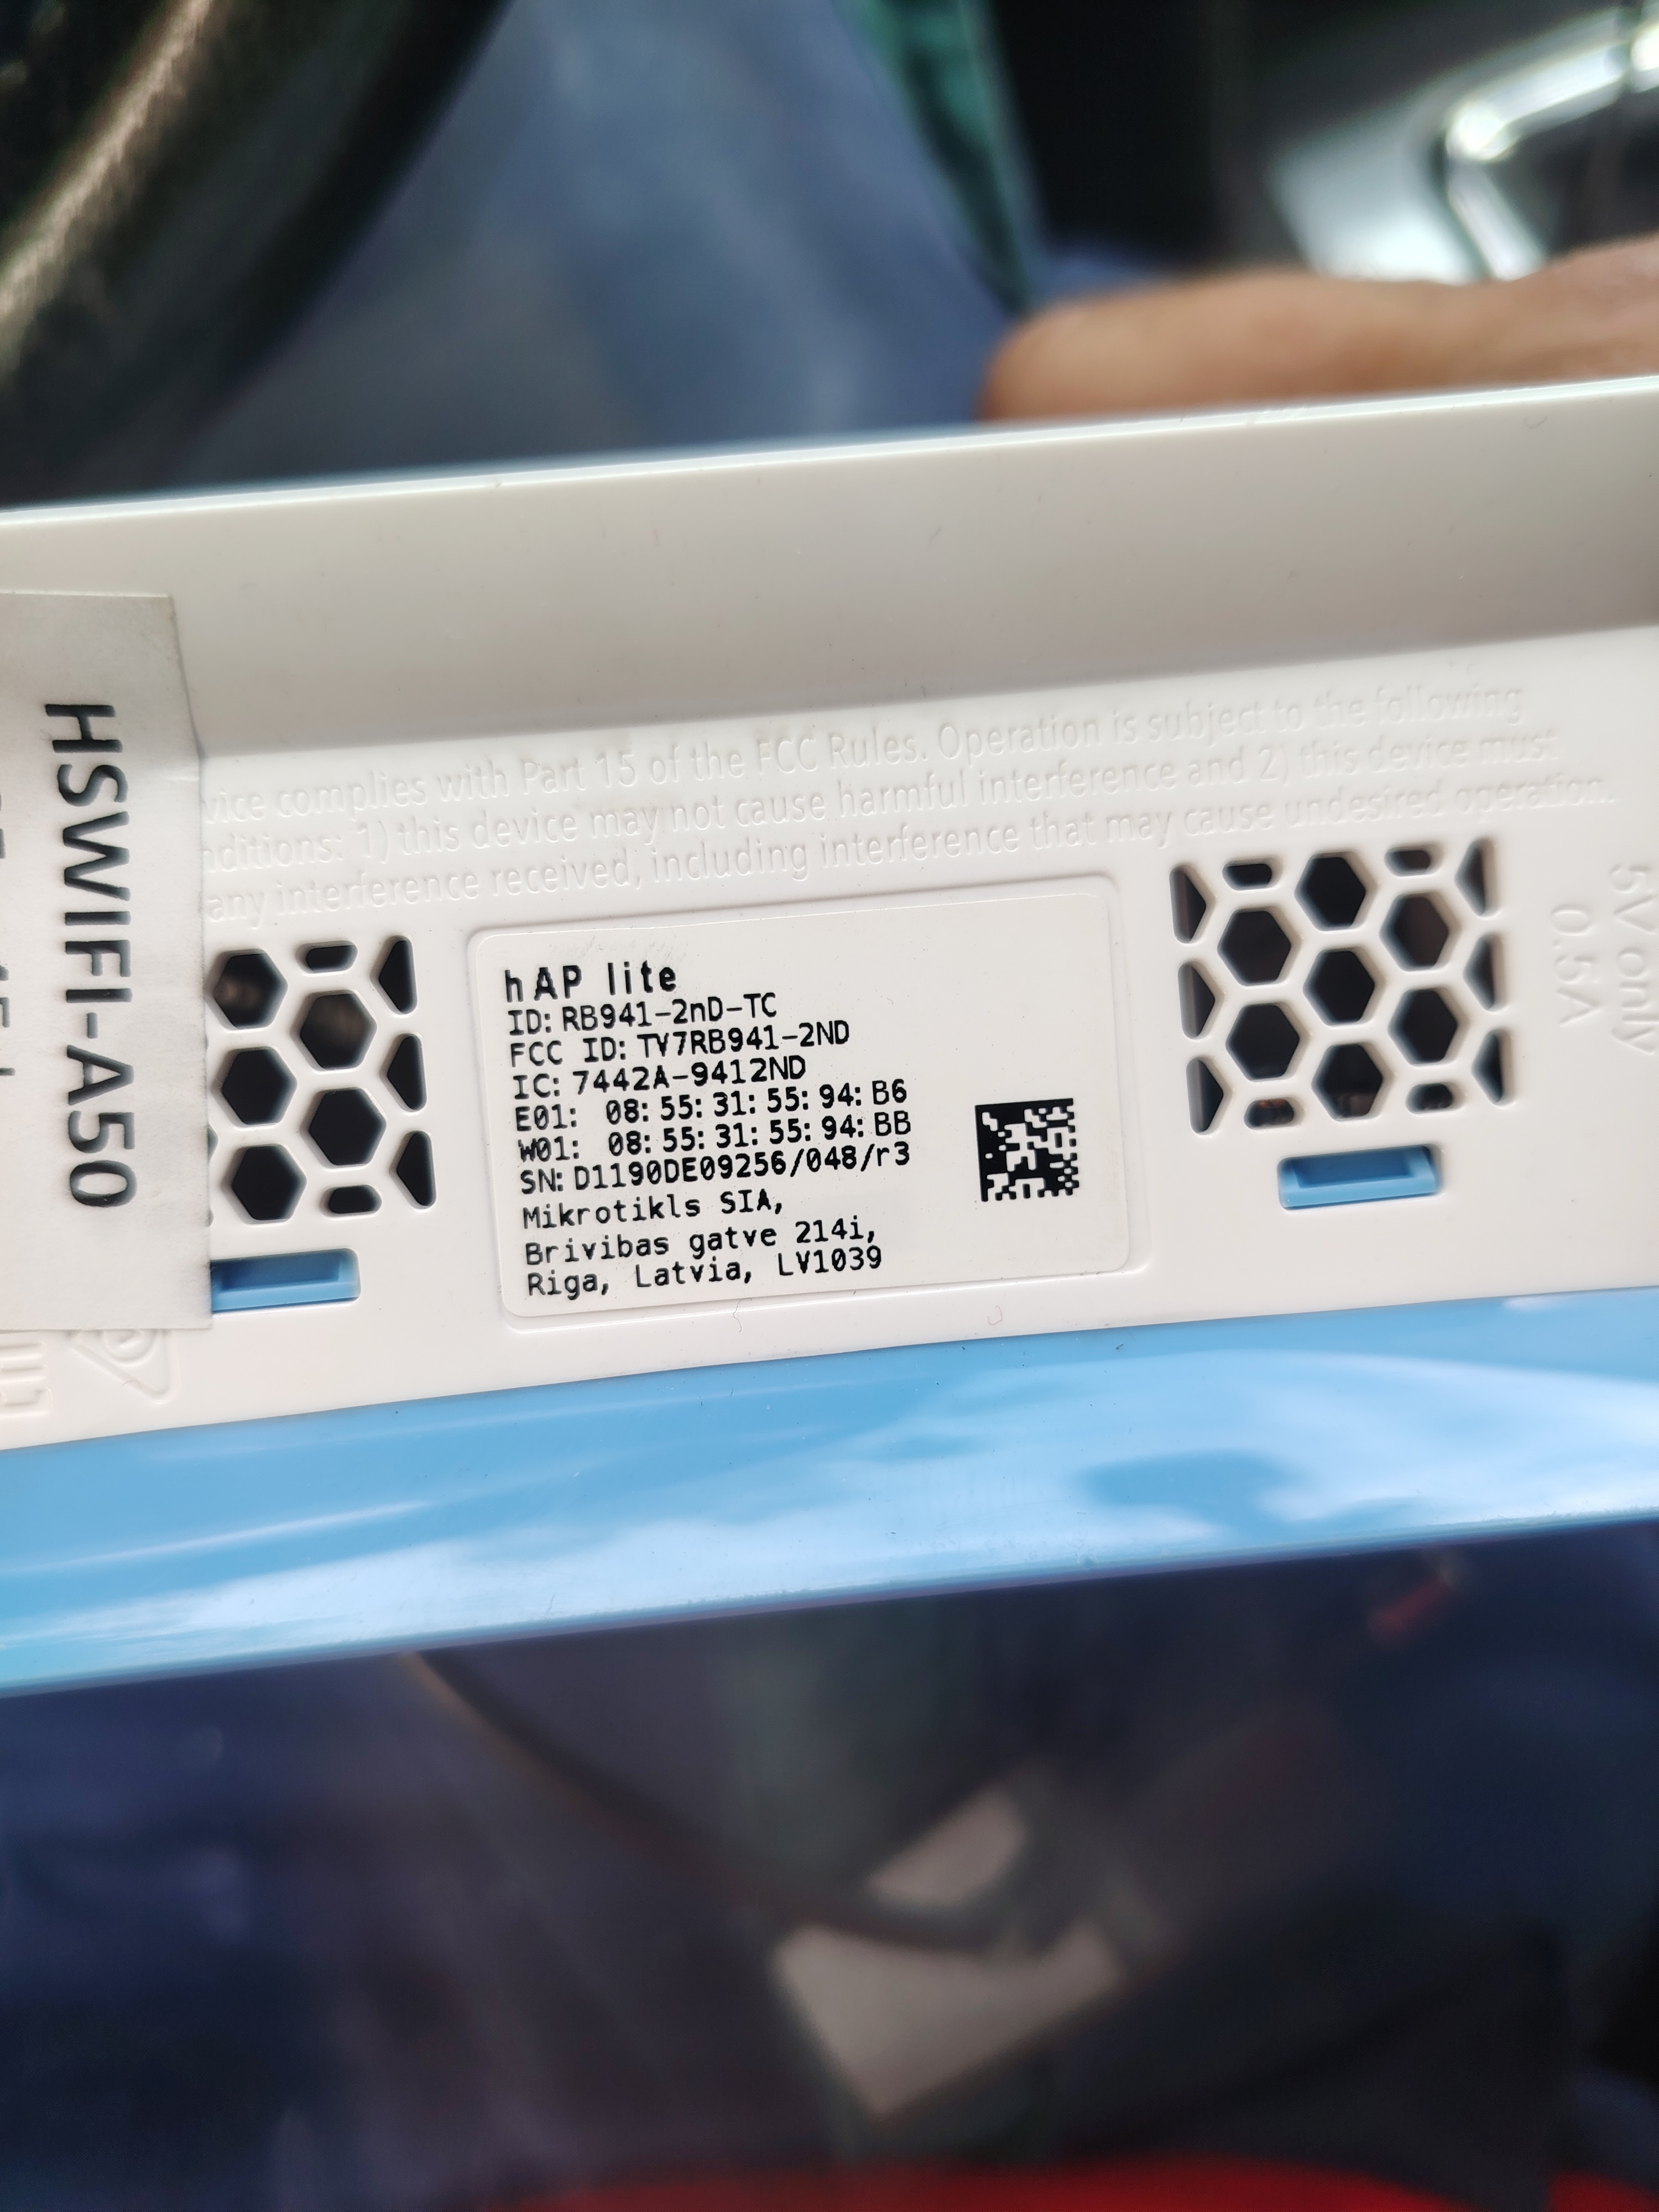 HSWIFI-A50
vice complies with Part 15 of the FCC Rules. Operation is subject to the following
nditions: 1) this device may not cause harmful interference and 2) this device must
any interference received, including interference that may cause undesired operation.
hAP lite
ID: RB941-2nD-TC
FCC ID: TV7RB941-2ND
IC: 7442A-9412ND
E01: 08:55:31:55:94:B6
W01: 08:55:31:55:94:BB
SN: D1190DE09256/048/r3
Mikrotikls SIA,
Brivibas gatve 214i,
Riga, Latvia, LV1039
5V only
0.5A